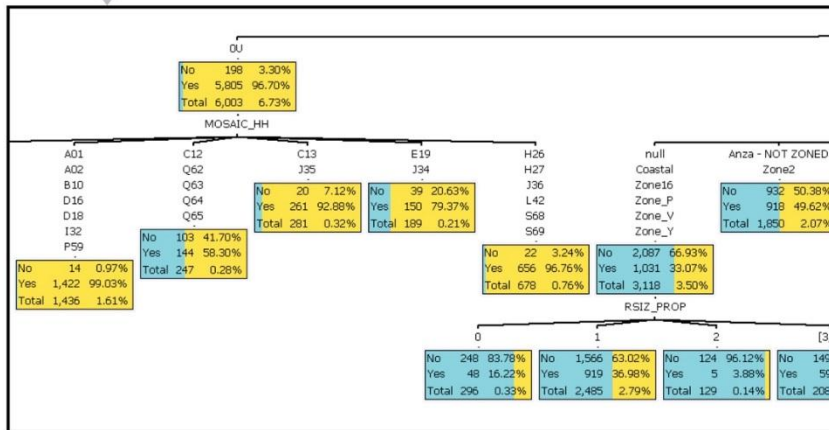 0U
No 198 3.30%
Yes 5,805 96.70%
Total 6,003 6.73%
MOSAIC_HH
A01
A02
B10
D16
D18
I32
P59
No 14 0.97%
Yes 1,422 99.03%
Total 1,436 1.61%
C12
Q62
Q63
Q64
Q65
No 103 41.70%
Yes 144 58.30%
Total 247 0.28%
C13
J35
No 20 7.12%
Yes 261 92.88%
Total 281 0.32%
E19
J34
No 39 20.63%
Yes 150 79.37%
Total 189 0.21%
H26
H27
J36
L42
S68
S69
No 22 3.24%
Yes 656 96.76%
Total 678 0.76%
null
Coastal
Zone16
Zone_P
Zone_V
Zone_Y
No 2,087 66.93%
Yes 1,031 33.07%
Total 3,118 3.50%
Anza - NOT ZONED
Zone2
No 932 50.38%
Yes 918 49.62%
Total 1,850 2.07%
RSIZ_PROP
0
No 248 83.78%
Yes 48 16.22%
Total 296 0.33%
1
No 1,566 63.02%
Yes 919 36.98%
Total 2,485 2.79%
2
No 124 96.12%
Yes 5 3.88%
Total 129 0.14%
[3
No 149
Yes 59
Total 208